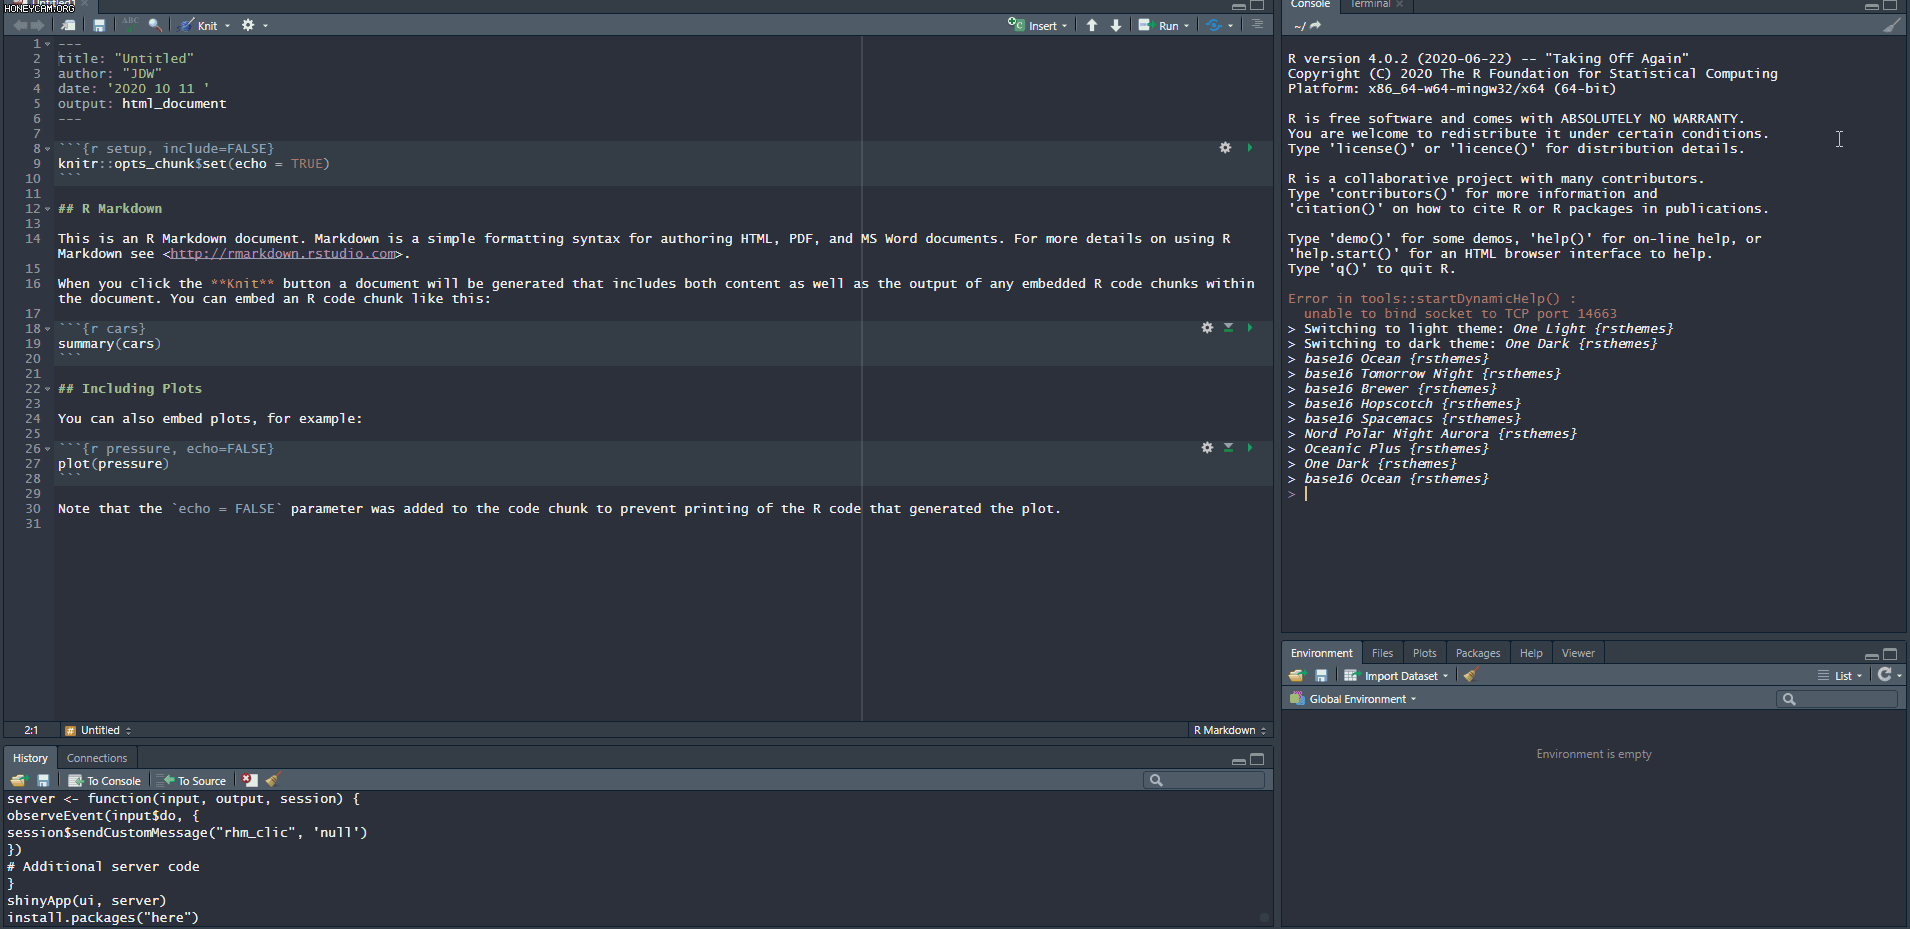 HONEYCAM.ORG
Untitled
ABC
Knit
Insert
Run
1 ---
2 title: "Untitled"
3 author: "JDW"
4 date: '2020 10 11 '
5 output: html_document
6 ---
7
8 ```{r setup, include=FALSE}
9 knitr::opts_chunk$set(echo = TRUE)
10 ```
11
12 ## R Markdown
13
14 This is an R Markdown document. Markdown is a simple formatting syntax for authoring HTML, PDF, and MS Word documents. For more details on using R
Markdown see <http://rmarkdown.rstudio.com>.
15
16 When you click the **Knit** button a document will be generated that includes both content as well as the output of any embedded R code chunks within
the document. You can embed an R code chunk like this:
17
18 ```{r cars}
19 summary(cars)
20 ```
21
22 ## Including Plots
23
24 You can also embed plots, for example:
25
26 ```{r pressure, echo=FALSE}
27 plot(pressure)
28 ```
29
30 Note that the `echo = FALSE` parameter was added to the code chunk to prevent printing of the R code that generated the plot.
31
2:1 # Untitled R Markdown
History Connections
To Console To Source
server <- function(input, output, session) {
observeEvent(input$do, {
session$sendCustomMessage("rhm_clic", 'null')
})
# Additional server code
}
shinyApp(ui, server)
install.packages("here")
Console Terminal
~/
R version 4.0.2 (2020-06-22) -- "Taking Off Again"
Copyright (C) 2020 The R Foundation for Statistical Computing
Platform: x86_64-w64-mingw32/x64 (64-bit)
R is free software and comes with ABSOLUTELY NO WARRANTY.
You are welcome to redistribute it under certain conditions.
Type 'license()' or 'licence()' for distribution details.
R is a collaborative project with many contributors.
Type 'contributors()' for more information and
'citation()' on how to cite R or R packages in publications.
Type 'demo()' for some demos, 'help()' for on-line help, or
'help.start()' for an HTML browser interface to help.
Type 'q()' to quit R.
Error in tools::startDynamicHelp() :
unable to bind socket to TCP port 14663
> Switching to light theme: One Light {rsthemes}
> Switching to dark theme: One Dark {rsthemes}
> base16 Ocean {rsthemes}
> base16 Tomorrow Night {rsthemes}
> base16 Brewer {rsthemes}
> base16 Hopscotch {rsthemes}
> base16 Spacemacs {rsthemes}
> Nord Polar Night Aurora {rsthemes}
> Oceanic Plus {rsthemes}
> One Dark {rsthemes}
> base16 Ocean {rsthemes}
>
Environment Files Plots Packages Help Viewer
Import Dataset List
Global Environment
Environment is empty